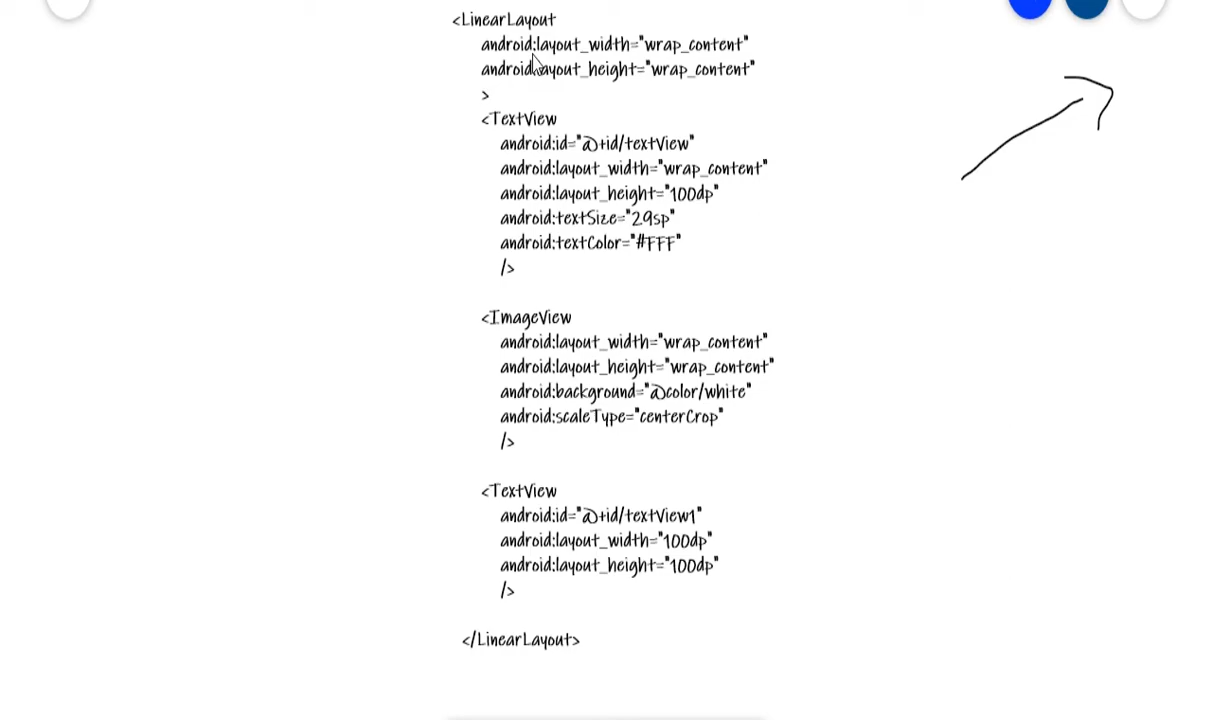 <LinearLayout
android:layout_width="wrap_content"
android:layout_height="wrap_content"
>
<TextView
android:id="@+id/textView"
android:layout_width="wrap_content"
android:layout_height="100dp"
android:textSize="29sp"
android:textColor="#FFF"
/>
<ImageView
android:layout_width="wrap_content"
android:layout_height="wrap_content"
android:background="@color/white"
android:scaleType="centerCrop"
/>
<TextView
android:id="@+id/textView1"
android:layout_width="100dp"
android:layout_height="100dp"
/>
</LinearLayout>